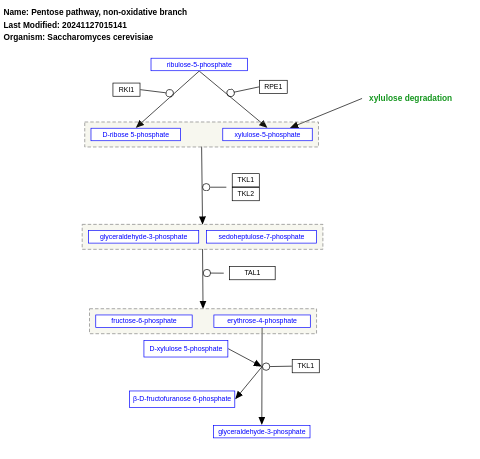 Name: Pentose pathway, non-oxidative branch
Last Modified: 20241127015141
Organism: Saccharomyces cerevisiae
ribulose-5-phosphate
RKI1
RPE1
xylulose degradation
D-ribose 5-phosphate
xylulose-5-phosphate
TKL1
TKL2
glyceraldehyde-3-phosphate
sedoheptulose-7-phosphate
TAL1
fructose-6-phosphate
erythrose-4-phosphate
D-xylulose 5-phosphate
TKL1
β-D-fructofuranose 6-phosphate
glyceraldehyde-3-phosphate